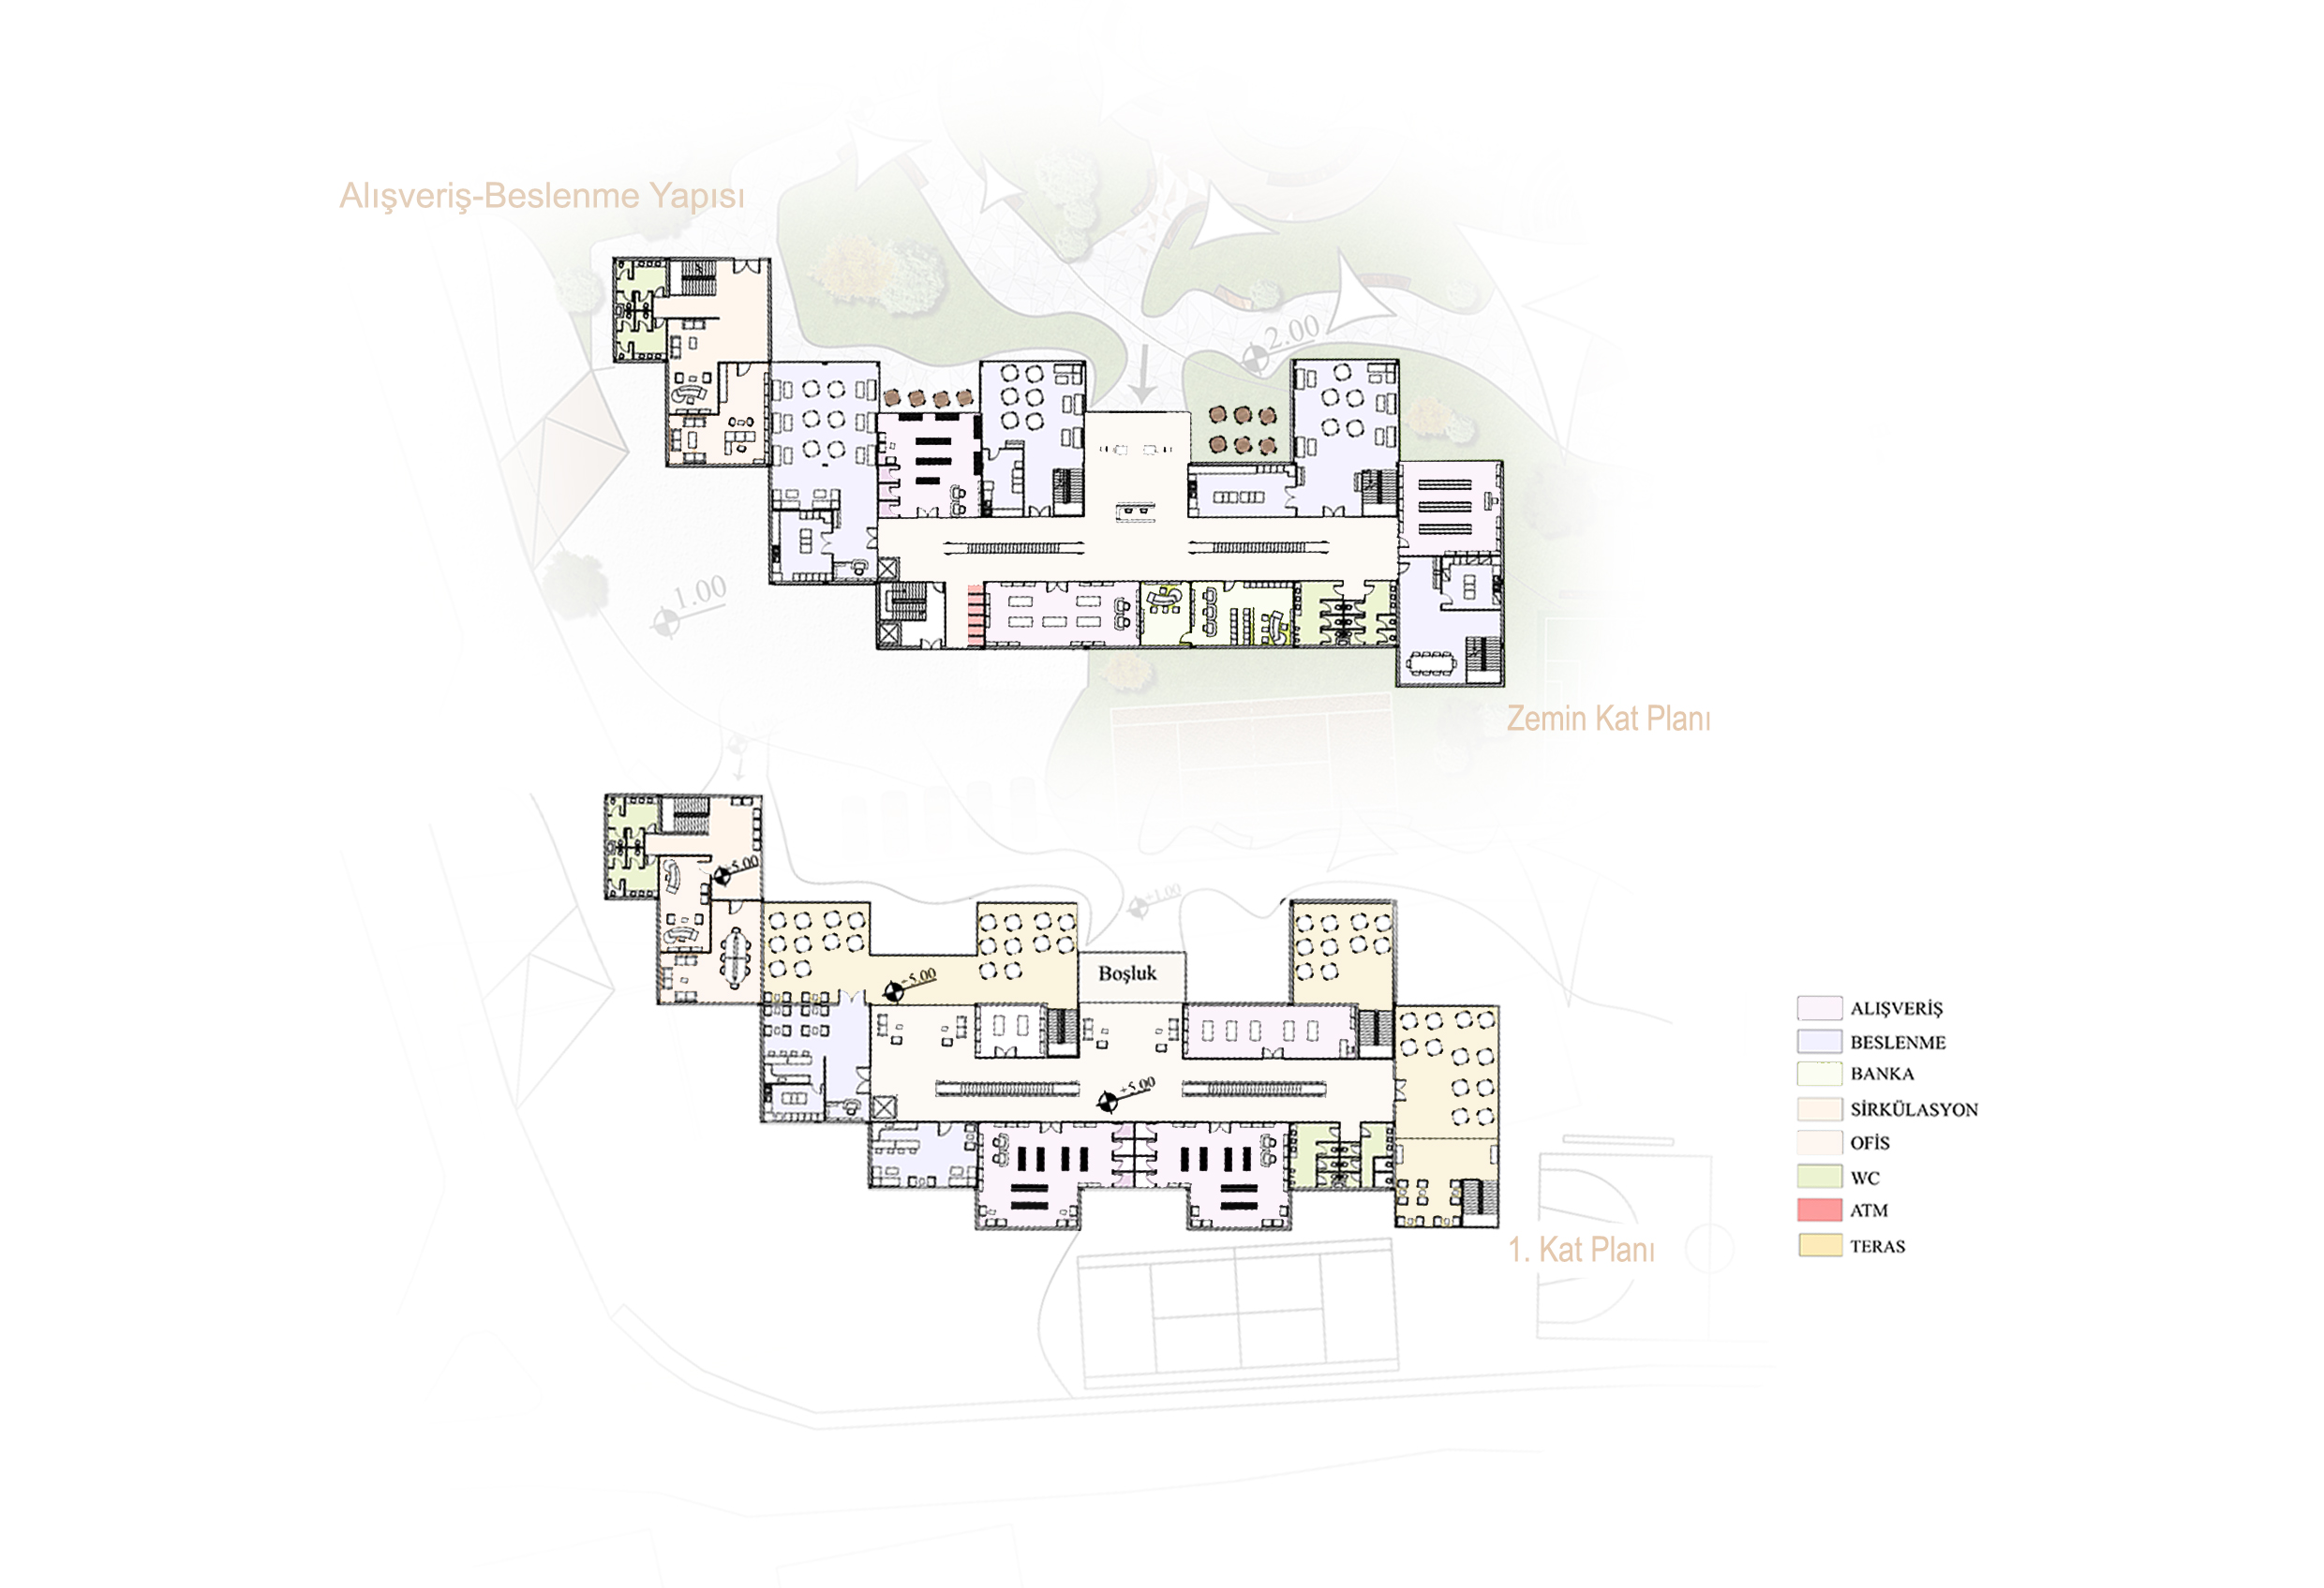 Alışveriş-Beslenme Yapısı
2.00
1.00
Zemin Kat Planı
+5.00
+1.00
+5.00
Boşluk
+5.00
ALIŞVERİŞ
BESLENME
BANKA
SİRKÜLASYON
OFİS
WC
ATM
TERAS
1. Kat Planı